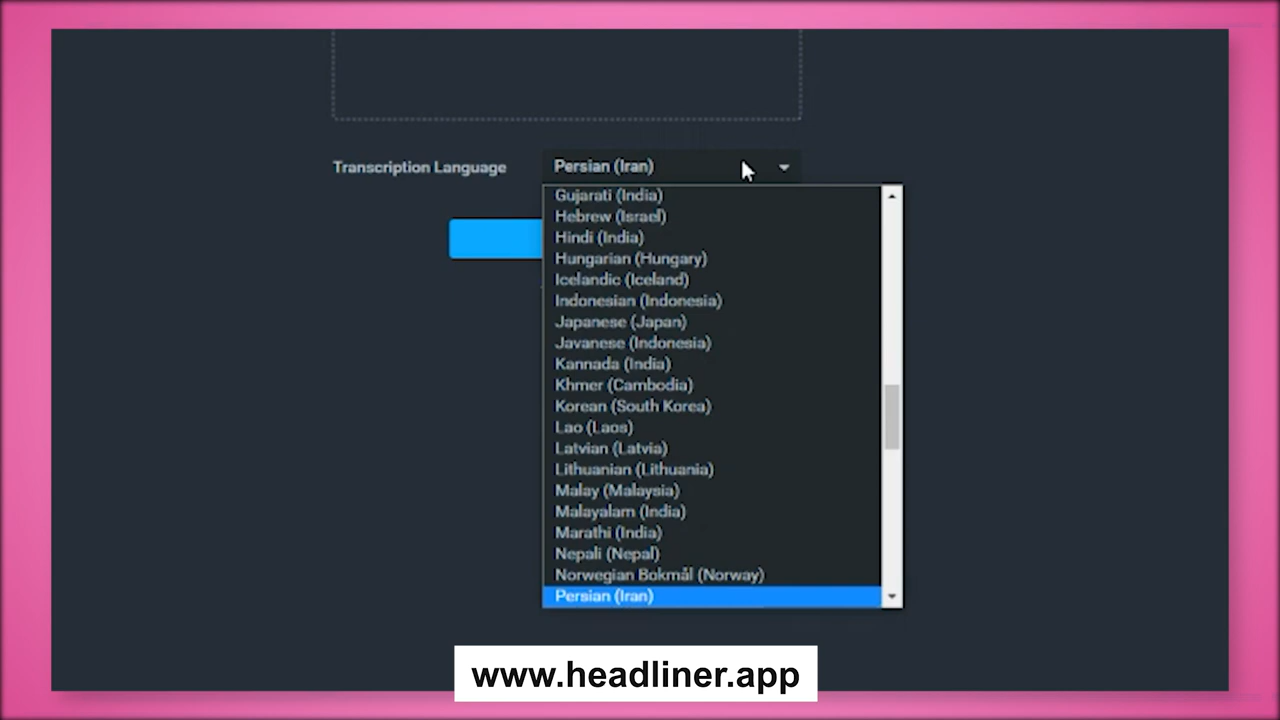 Transcription Language
Persian (Iran)
Gujarati (India)
Hebrew (Israel)
Hindi (India)
Hungarian (Hungary)
Icelandic (Iceland)
Indonesian (Indonesia)
Japanese (Japan)
Javanese (Indonesia)
Kannada (India)
Khmer (Cambodia)
Korean (South Korea)
Lao (Laos)
Latvian (Latvia)
Lithuanian (Lithuania)
Malay (Malaysia)
Malayalam (India)
Marathi (India)
Nepali (Nepal)
Norwegian Bokmål (Norway)
Persian (Iran)
www.headliner.app